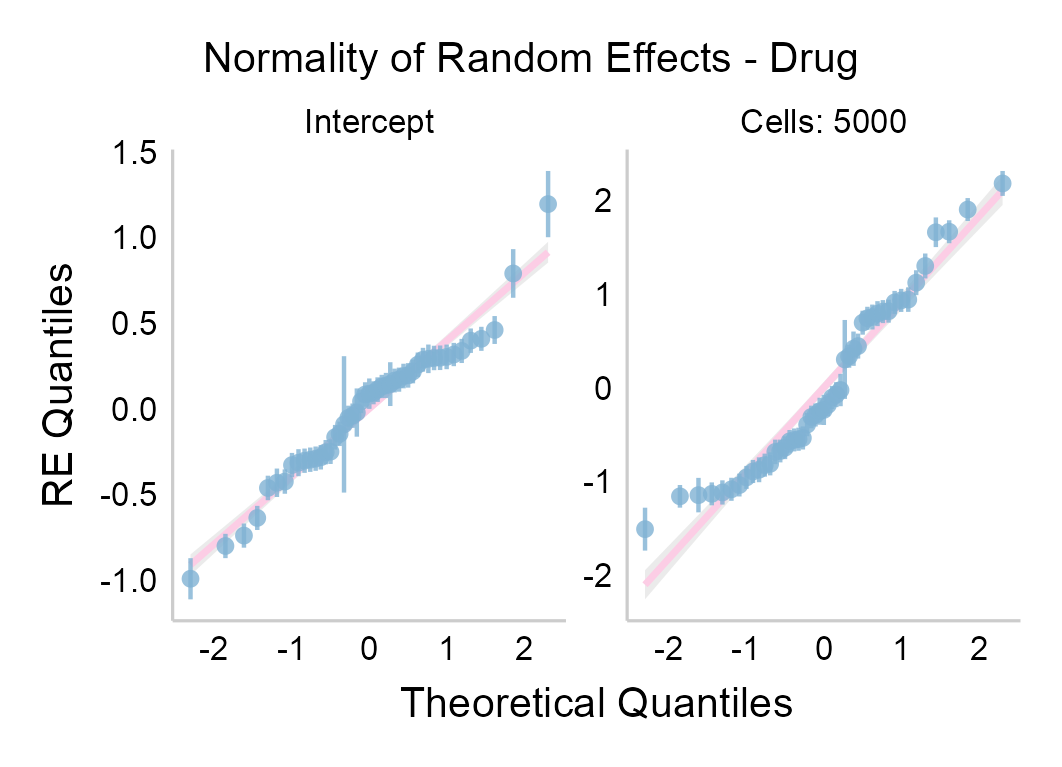 Normality of Random Effects - Drug
Intercept
Cells: 5000
1.5
1.0
0.5
0.0
-0.5
-1.0
2
1
0
-1
-2
RE Quantiles
-2 -1 0 1 2
-2 -1 0 1 2
Theoretical Quantiles